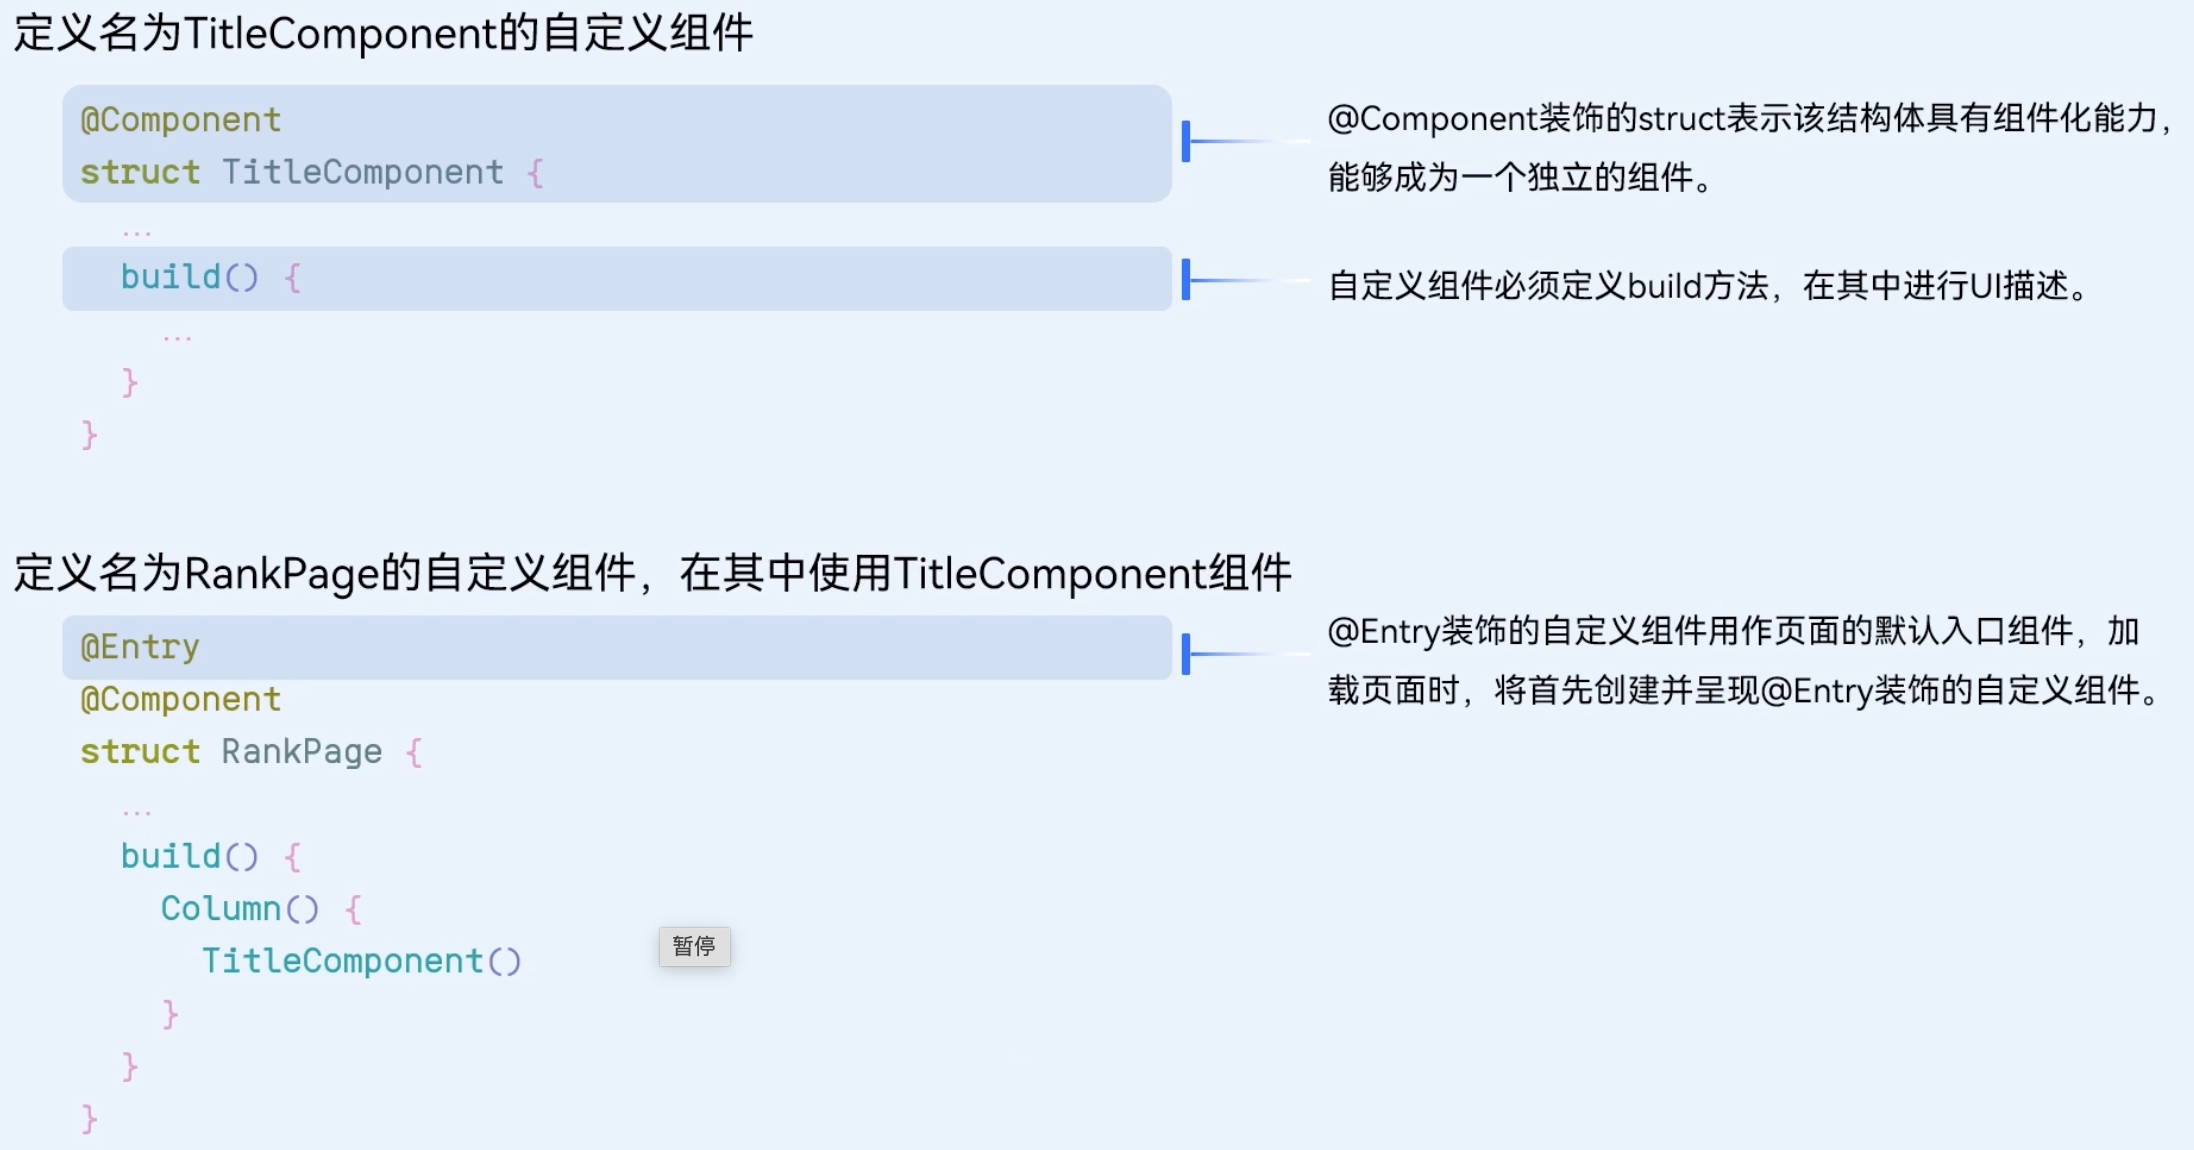 定义名为TitleComponent的自定义组件
@Component
struct TitleComponent {
...
build() {
...
}
}
@Component装饰的struct表示该结构体具有组件化能力，
能够成为一个独立的组件。
自定义组件必须定义build方法，在其中进行UI描述。
定义名为RankPage的自定义组件，在其中使用TitleComponent组件
@Entry
@Component
struct RankPage {
...
build() {
Column() {
TitleComponent()
}
}
}
@Entry装饰的自定义组件用作页面的默认入口组件，加
载页面时，将首先创建并呈现@Entry装饰的自定义组件。
暂停